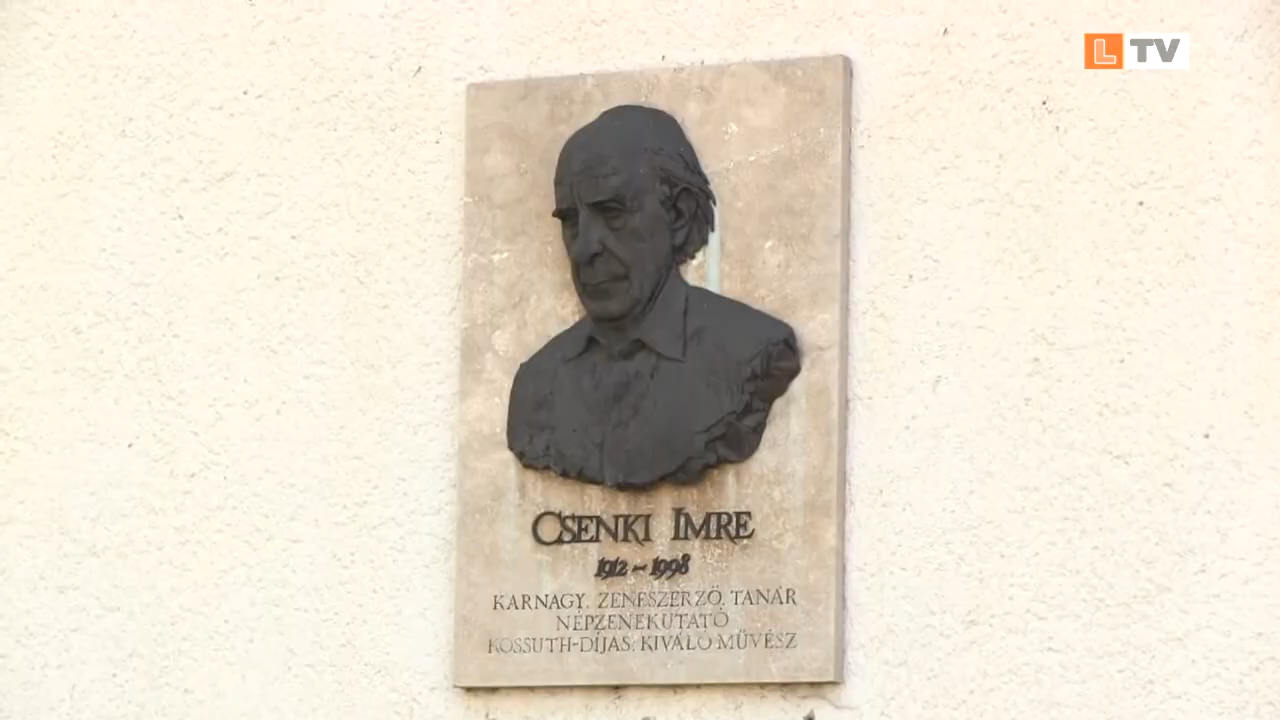 L TV
CSENKI IMRE
1912 - 1998
KARNAGY, ZENESZERZŐ, TANÁR
NÉPZENEKUTATÓ
KOSSUTH-DÍJAS, KIVÁLÓ MŰVÉSZ